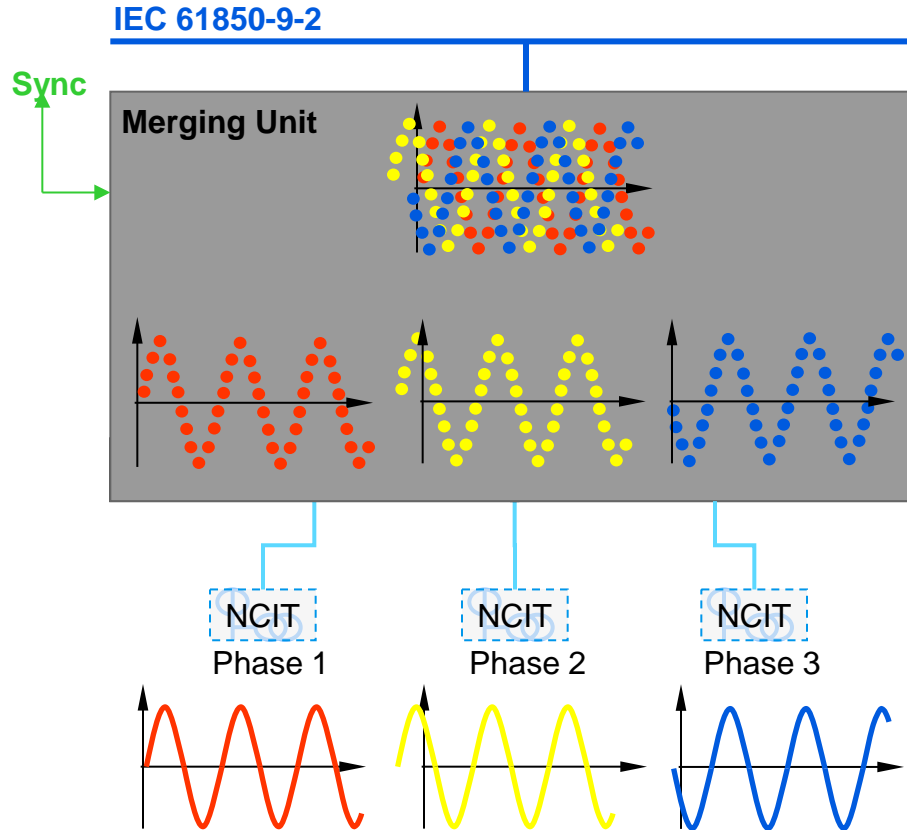 IEC 61850-9-2
Sync
Merging Unit
NCIT
NCIT
NCIT
Phase 1
Phase 2
Phase 3